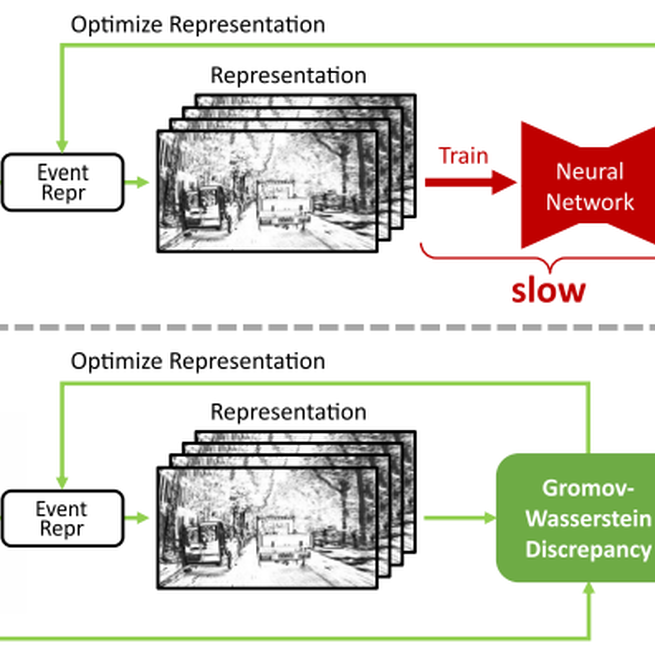 Optimize Representation
Representation
Event
Repr
Train
Neural
Network
slow
Optimize Representation
Representation
Event
Repr
Gromov-
Wasserstein
Discrepancy